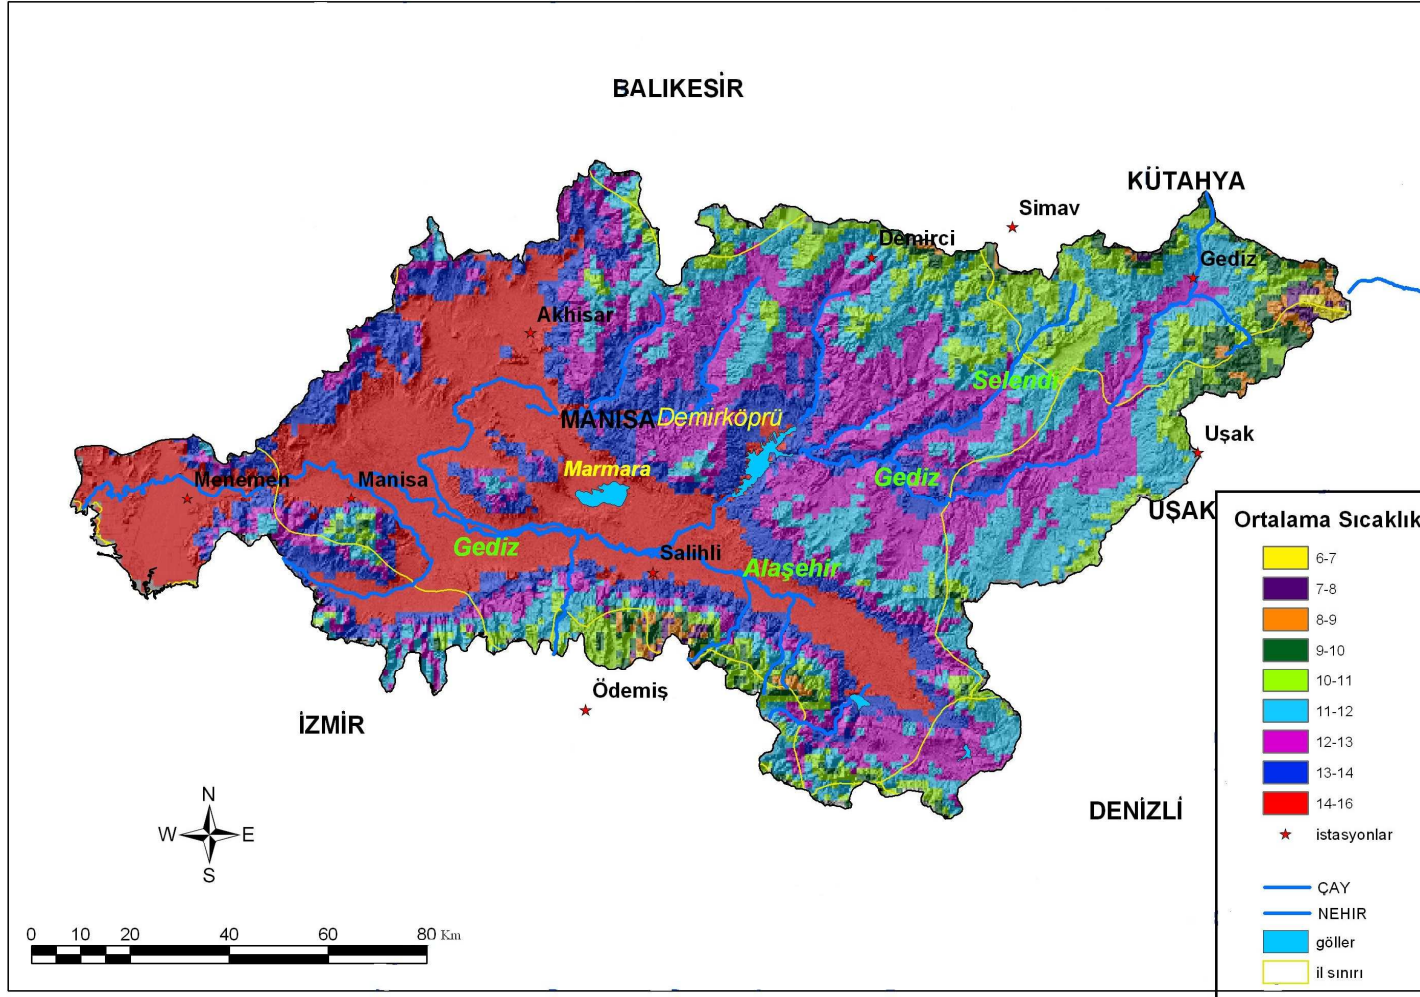 BALIKESİR
KÜTAHYA
Simav
Demirci
Gediz
Akhisar
Selendi
MANİSA
Demirköprü
Uşak
Marmara
Menemen
Manisa
Gediz
UŞAK
Gediz
Salihli
Alaşehir
Ödemiş
İZMİR
DENİZLİ
N
W
E
S
0 10 20 40 60 80 Km
Ortalama Sıcaklık
6-7
7-8
8-9
9-10
10-11
11-12
12-13
13-14
14-16
istasyonlar
ÇAY
NEHIR
göller
il sınırı